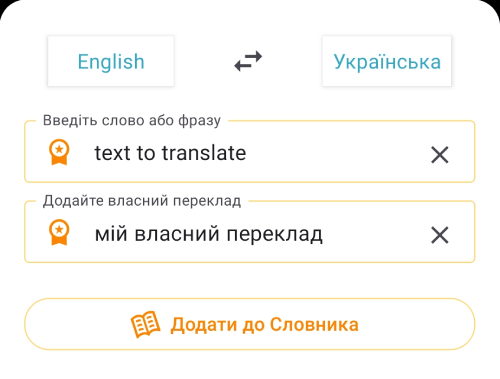 English
Українська
Введіть слово або фразу
text to translate
Додайте власний переклад
мій власний переклад
Додати до Словника